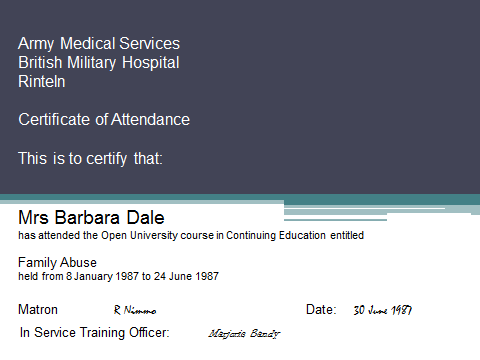 Army Medical Services
British Military Hospital
Rinteln
Certificate of Attendance
This is to certify that:
Mrs Barbara Dale
has attended the Open University course in Continuing Education entitled
Family Abuse
held from 8 January 1987 to 24 June 1987
Matron R Nimmo Date: 30 June 1987
In Service Training Officer: Marjorie Bandy